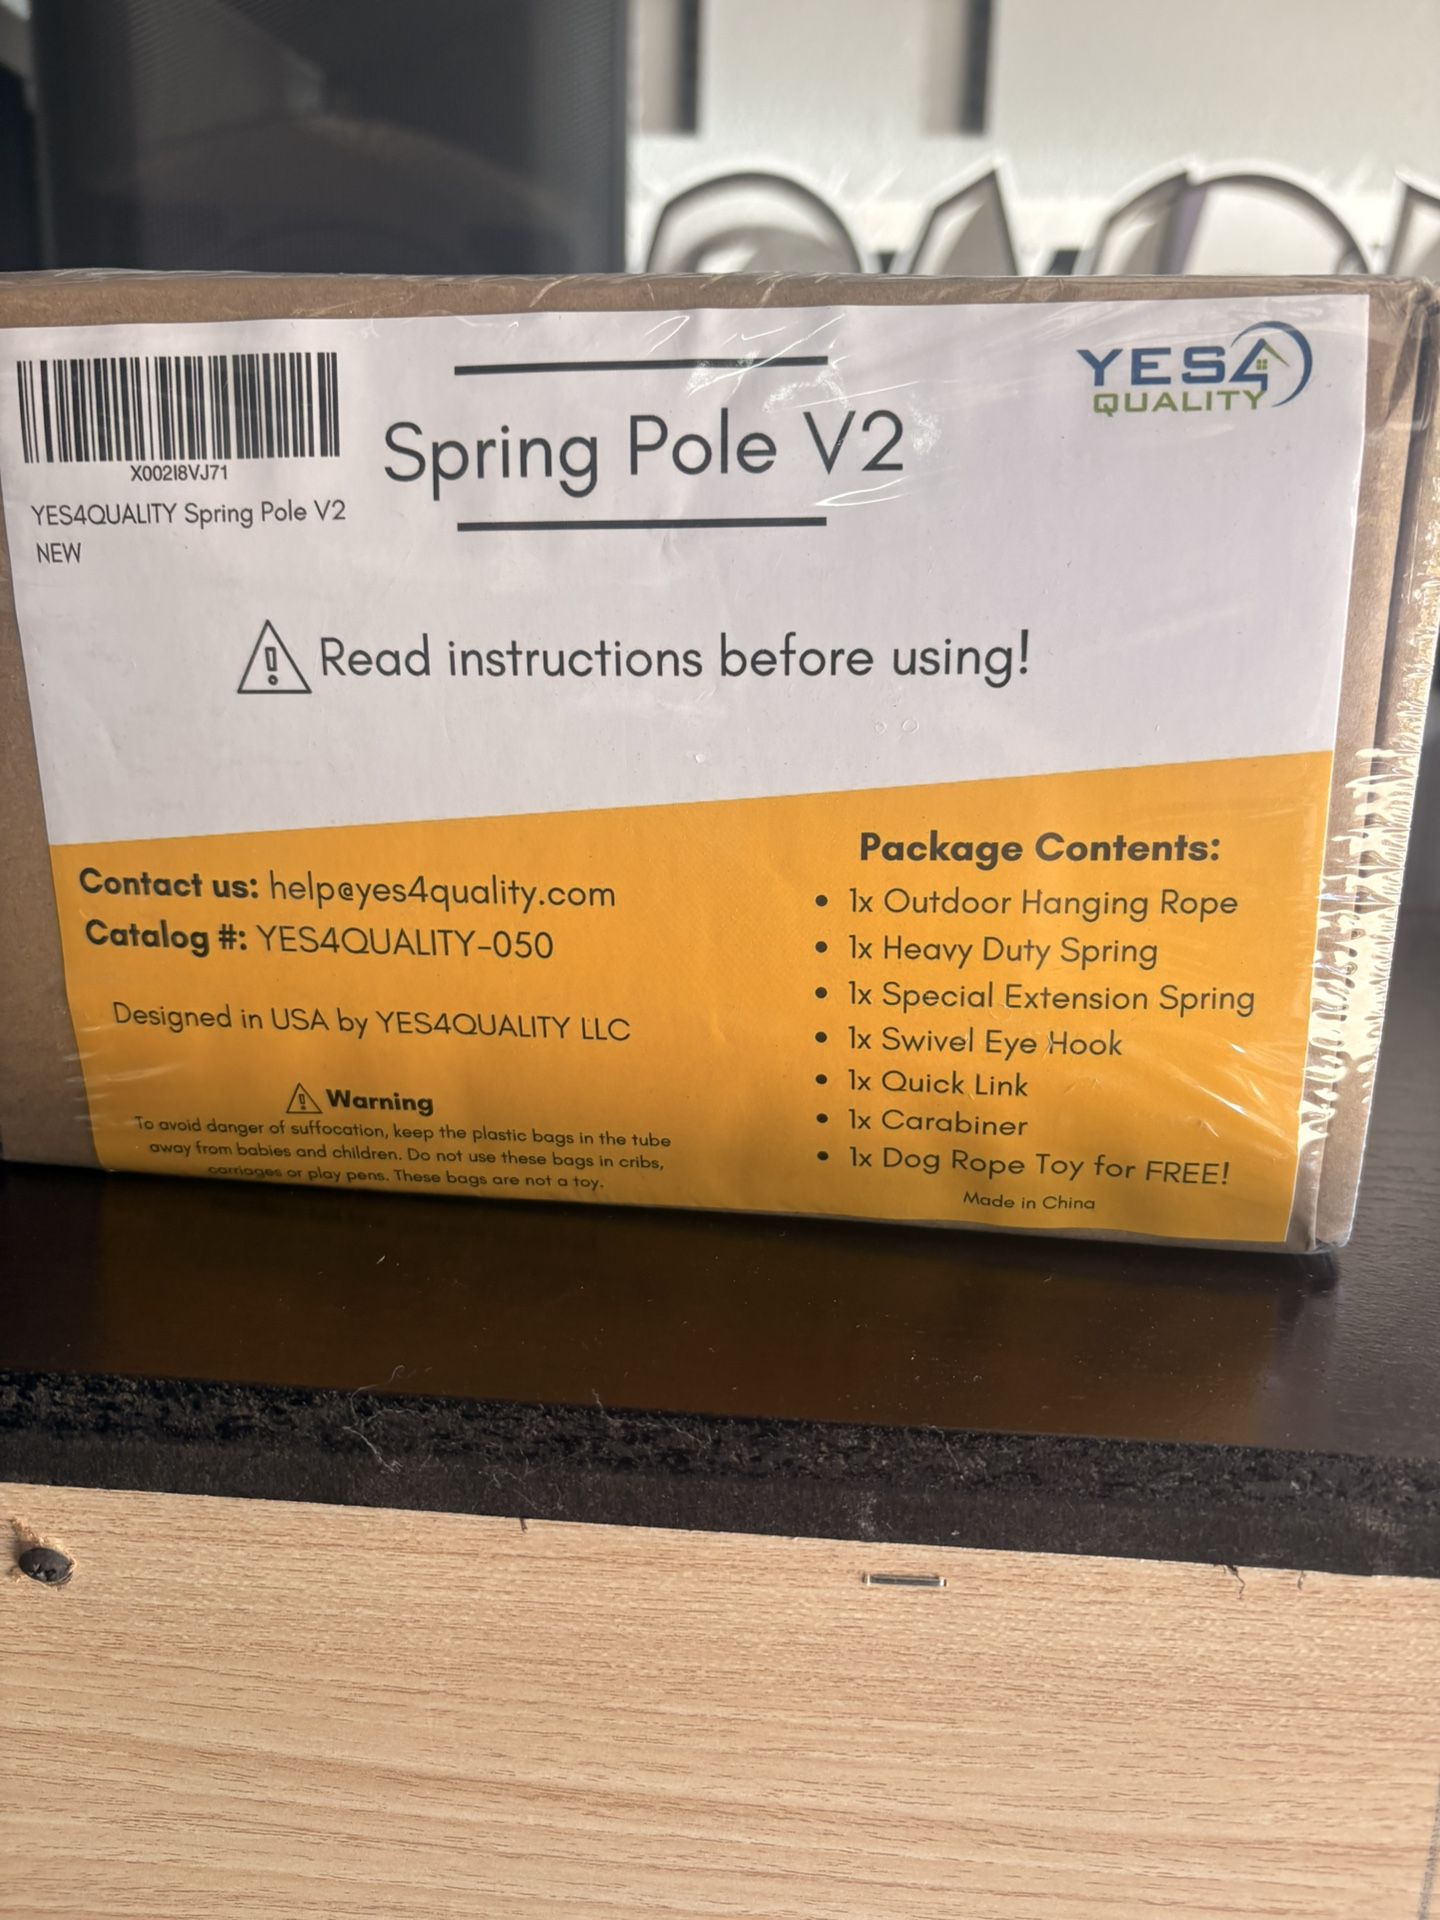 X002I8VJ71
YES4QUALITY Spring Pole V2
NEW
Spring Pole V2
YES4
QUALITY
Read instructions before using!
Contact us: help@yes4quality.com
Catalog #: YES4QUALITY-050
Designed in USA by YES4QUALITY LLC
Warning
To avoid danger of suffocation, keep the plastic bags in the tube
away from babies and children. Do not use these bags in cribs,
carriages or play pens. These bags are not a toy.
Package Contents:
• 1x Outdoor Hanging Rope
• 1x Heavy Duty Spring
• 1x Special Extension Spring
• 1x Swivel Eye Hook
• 1x Quick Link
• 1x Carabiner
• 1x Dog Rope Toy for FREE!
Made in China